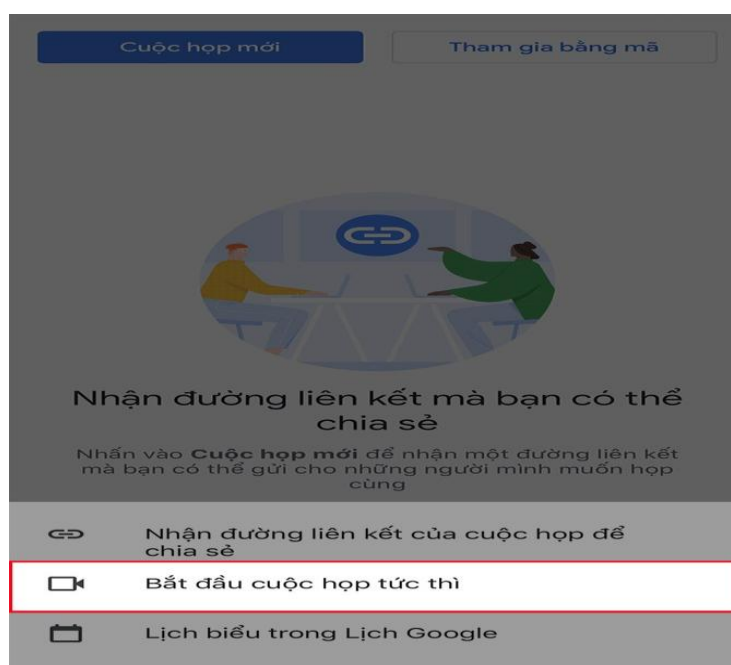 Cuộc họp mới
Tham gia bằng mã
Nhận đường liên kết mà bạn có thể
chia sẻ
Nhấn vào Cuộc họp mới để nhận một đường liên kết
mà bạn có thể gửi cho những người mình muốn họp
cùng
Nhận đường liên kết của cuộc họp để
chia sẻ
Bắt đầu cuộc họp tức thì
Lịch biểu trong Lịch Google